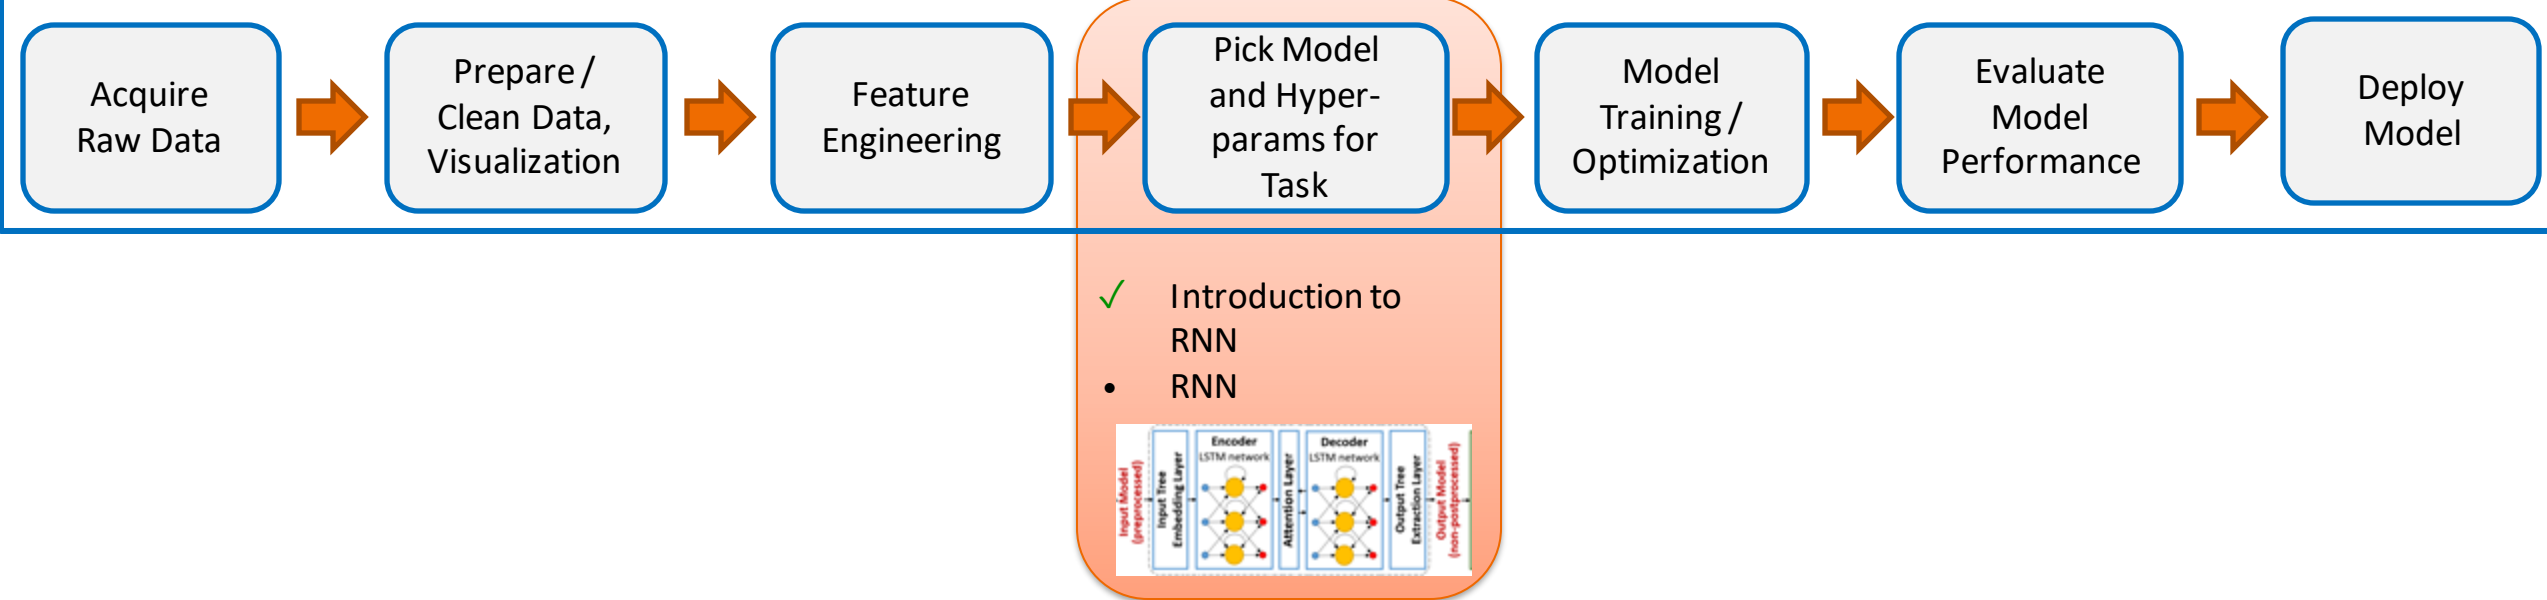 Acquire
Raw Data
Prepare /
Clean Data,
Visualization
Feature
Engineering
Pick Model
and Hyper-
params for
Task
Model
Training /
Optimization
Evaluate
Model
Performance
Deploy
Model
✓ Introduction to
RNN
• RNN
Input Model
(preprocessed)
Input Tree
Embedding Layer
Encoder
LSTM network
Attention Layer
Decoder
LSTM network
Output Tree
Extraction Layer
Output Model
(non-postprocessed)